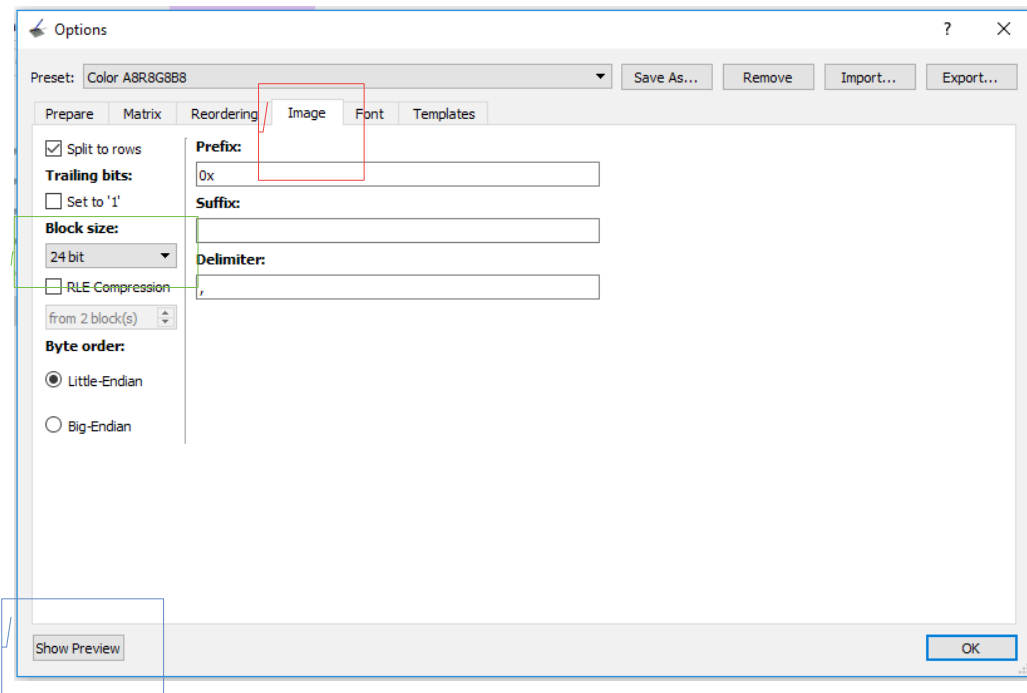 Options
Preset: Color A8R8G8B8 Save As... Remove Import... Export...
Prepare Matrix Reordering Image Font Templates
Split to rows
Prefix:
Trailing bits:
0x
Set to '1'
Suffix:
Block size:
24 bit
Delimiter:
RLE Compression
,
from 2 block(s)
Byte order:
Little-Endian
Big-Endian
Show Preview OK